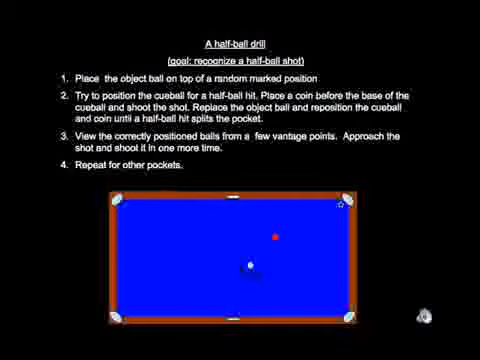 A half-ball drill
(goal: recognize a half-ball shot)
1. Place the object ball on top of a random marked position
2. Try to position the cueball for a half-ball hit. Place a coin before the base of the
cueball and shoot the shot. Replace the object ball and reposition the cueball
and coin until a half-ball hit splits the pocket.
3. View the correctly positioned balls from a few vantage points. Approach the
shot and shoot it in one more time.
4. Repeat for other pockets.